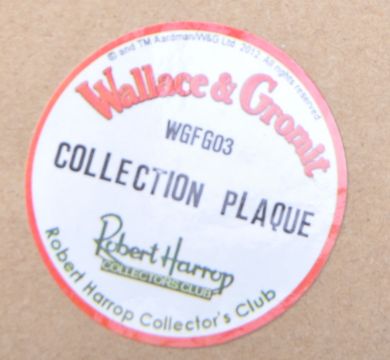 © and TM Aardman/W&G Ltd. 2012. All rights reserved
Wallace & Gromit
WGFG03
COLLECTION PLAQUE
Robert Harrop
COLLECTORS CLUB
Robert Harrop Collector's Club